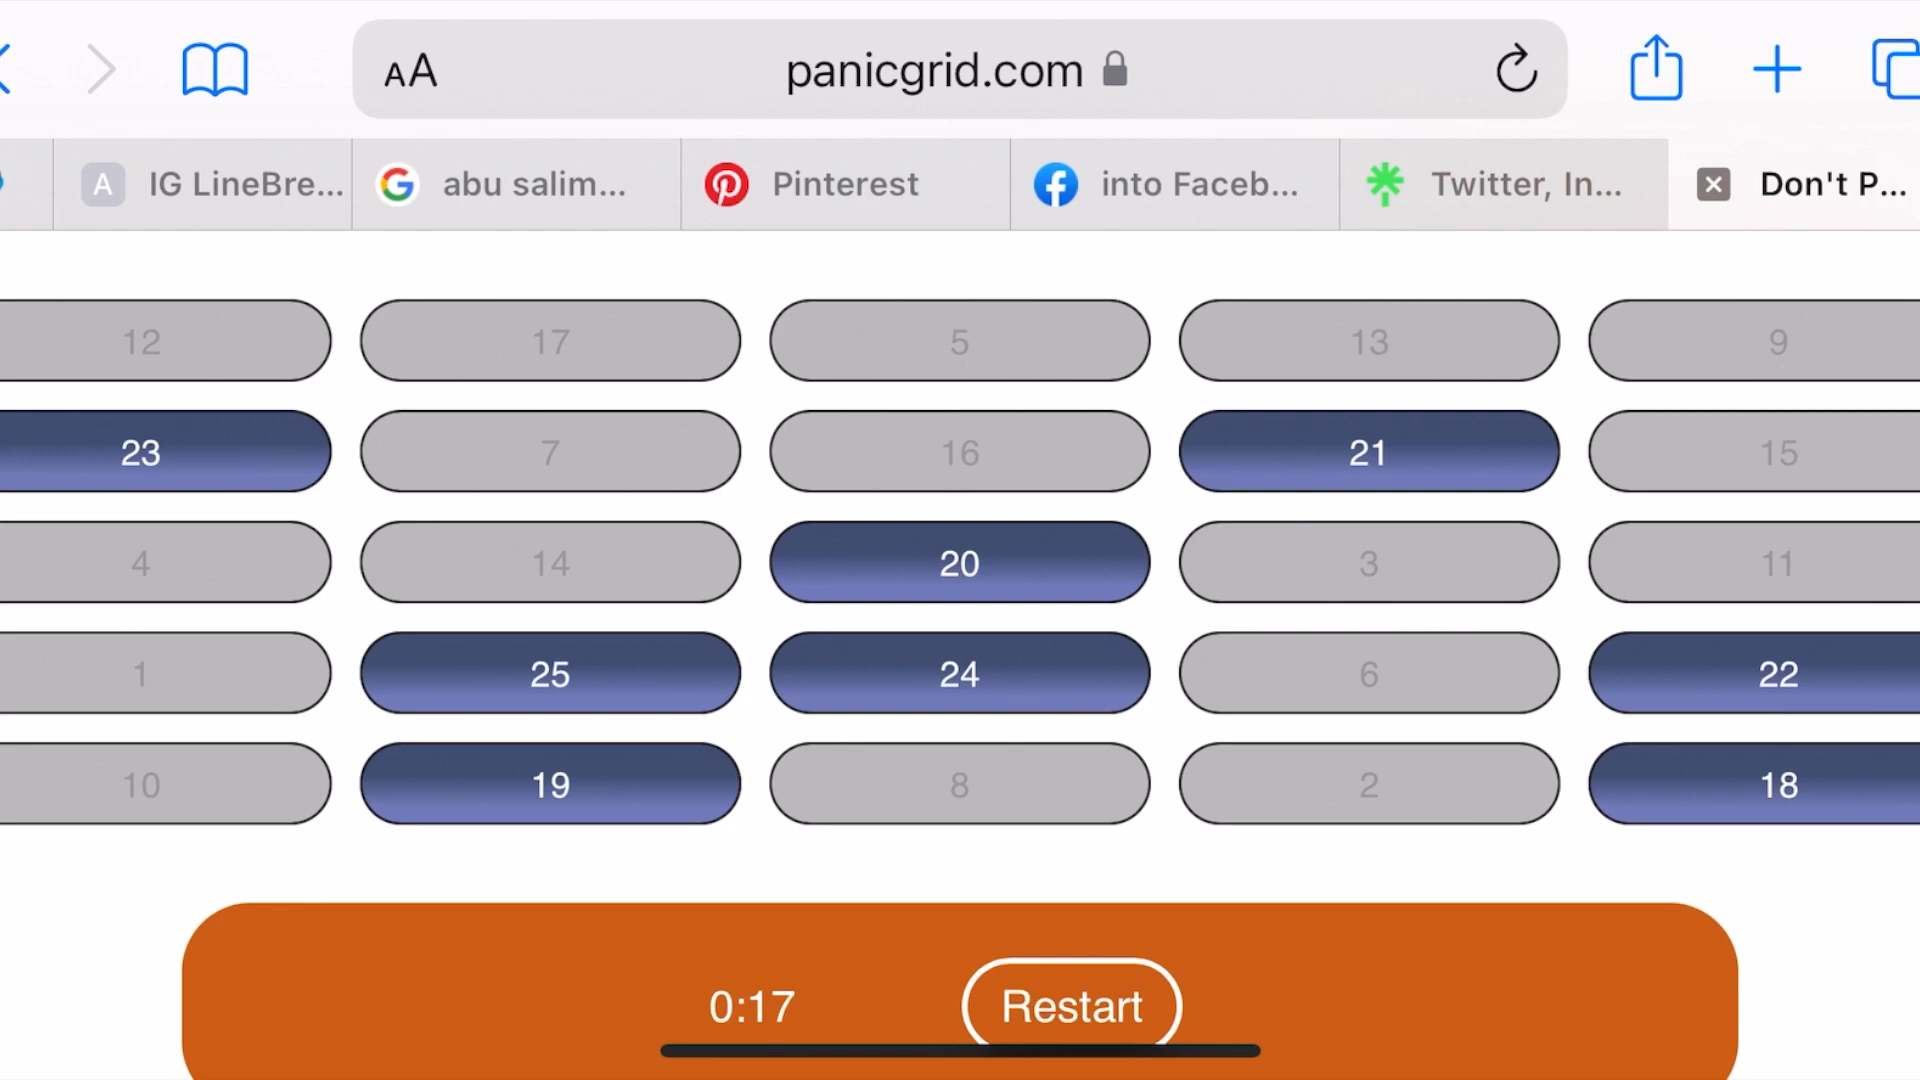 AA panicgrid.com
A IG LineBre... abu salim... Pinterest into Faceb... Twitter, In... Don't P...
12 17 5 13 9
23 7 16 21 15
4 14 20 3 11
1 25 24 6 22
10 19 8 2 18
0:17 Restart